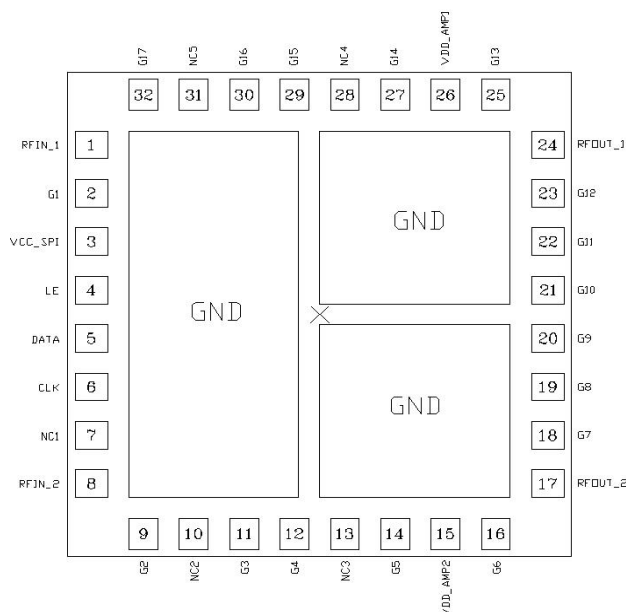 G17 NC5 G16 G15 NC4 G14 VDD_AMP1 G13
32 31 30 29 28 27 26 25
RFIN_1 1 24 RFOUT_1
G1 2 23 G12
VCC_SPI 3 22 G11
GND
LE 4 21 G10
GND
DATA 5 20 G9
CLK 6 19 G8
GND
NC1 7 18 G7
RFIN_2 8 17 RFOUT_2
9 10 11 12 13 14 15 16
G2 NC2 G3 G4 NC3 G5 VDD_AMP2 G6